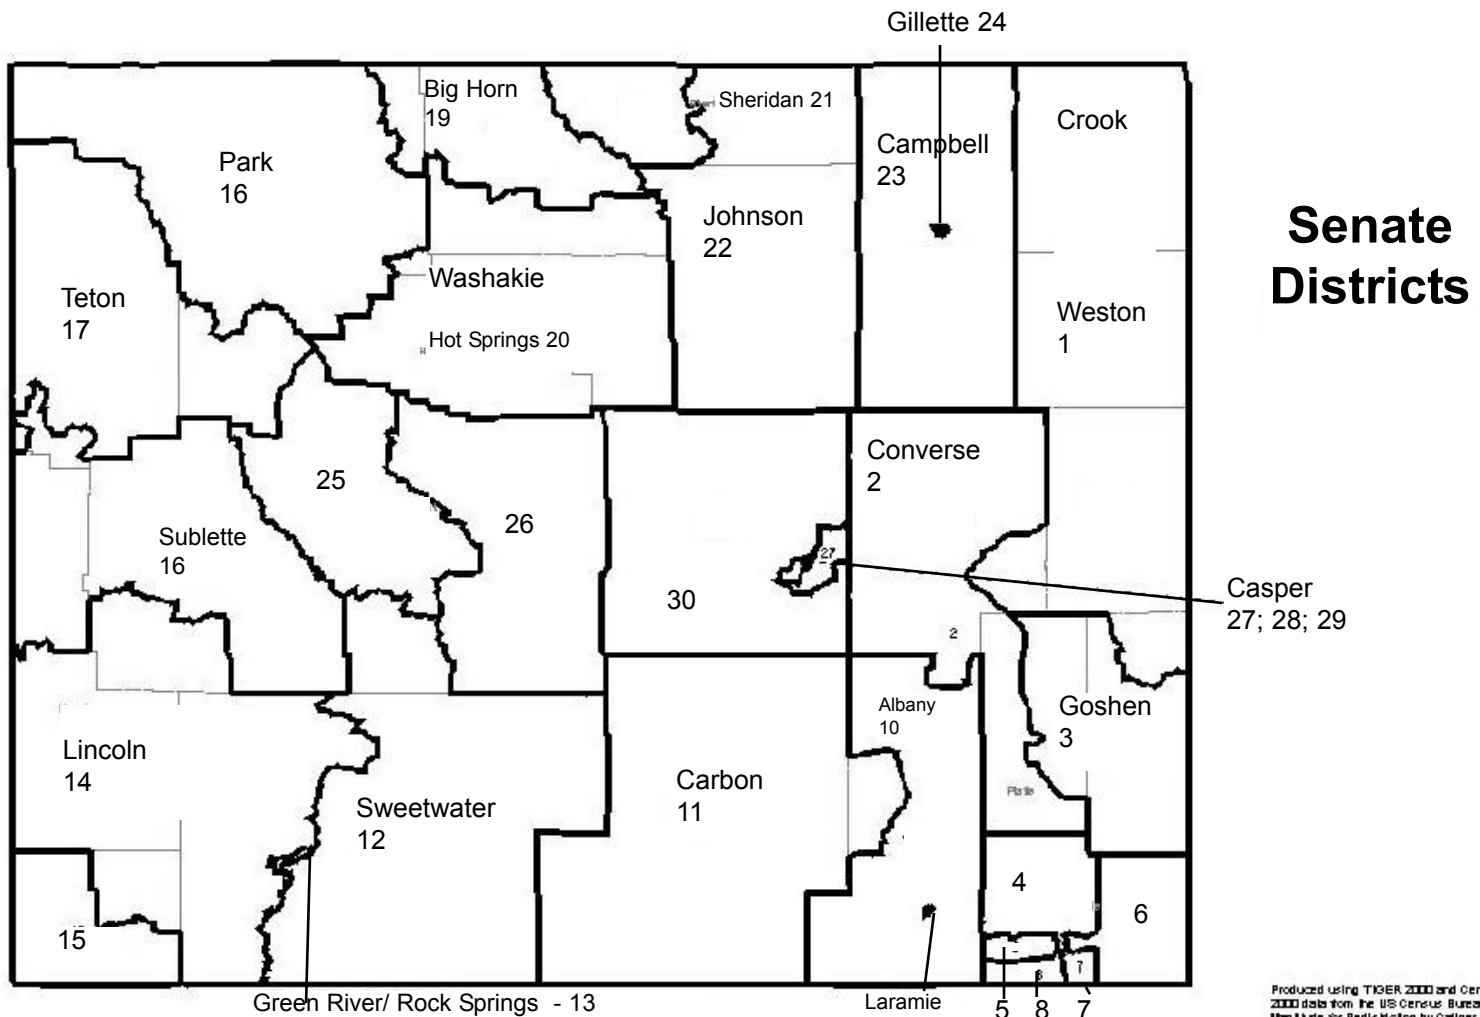 Gillette 24
Senate
Districts
Big Horn
19
Sheridan 21
Crook
Campbell
23
Park
16
Johnson
22
Washakie
Teton
17
Weston
1
Hot Springs 20
Converse
2
25
26
Sublette
16
27
30
Casper
27; 28; 29
2
Albany
10
Goshen
3
Lincoln
14
Carbon
11
Platte
Sweetwater
12
4
6
15
7
8
Green River/ Rock Springs - 13
Laramie
5
8
7
Produced using TIGER 2000 and Cen
2000 data from the US Census Burea